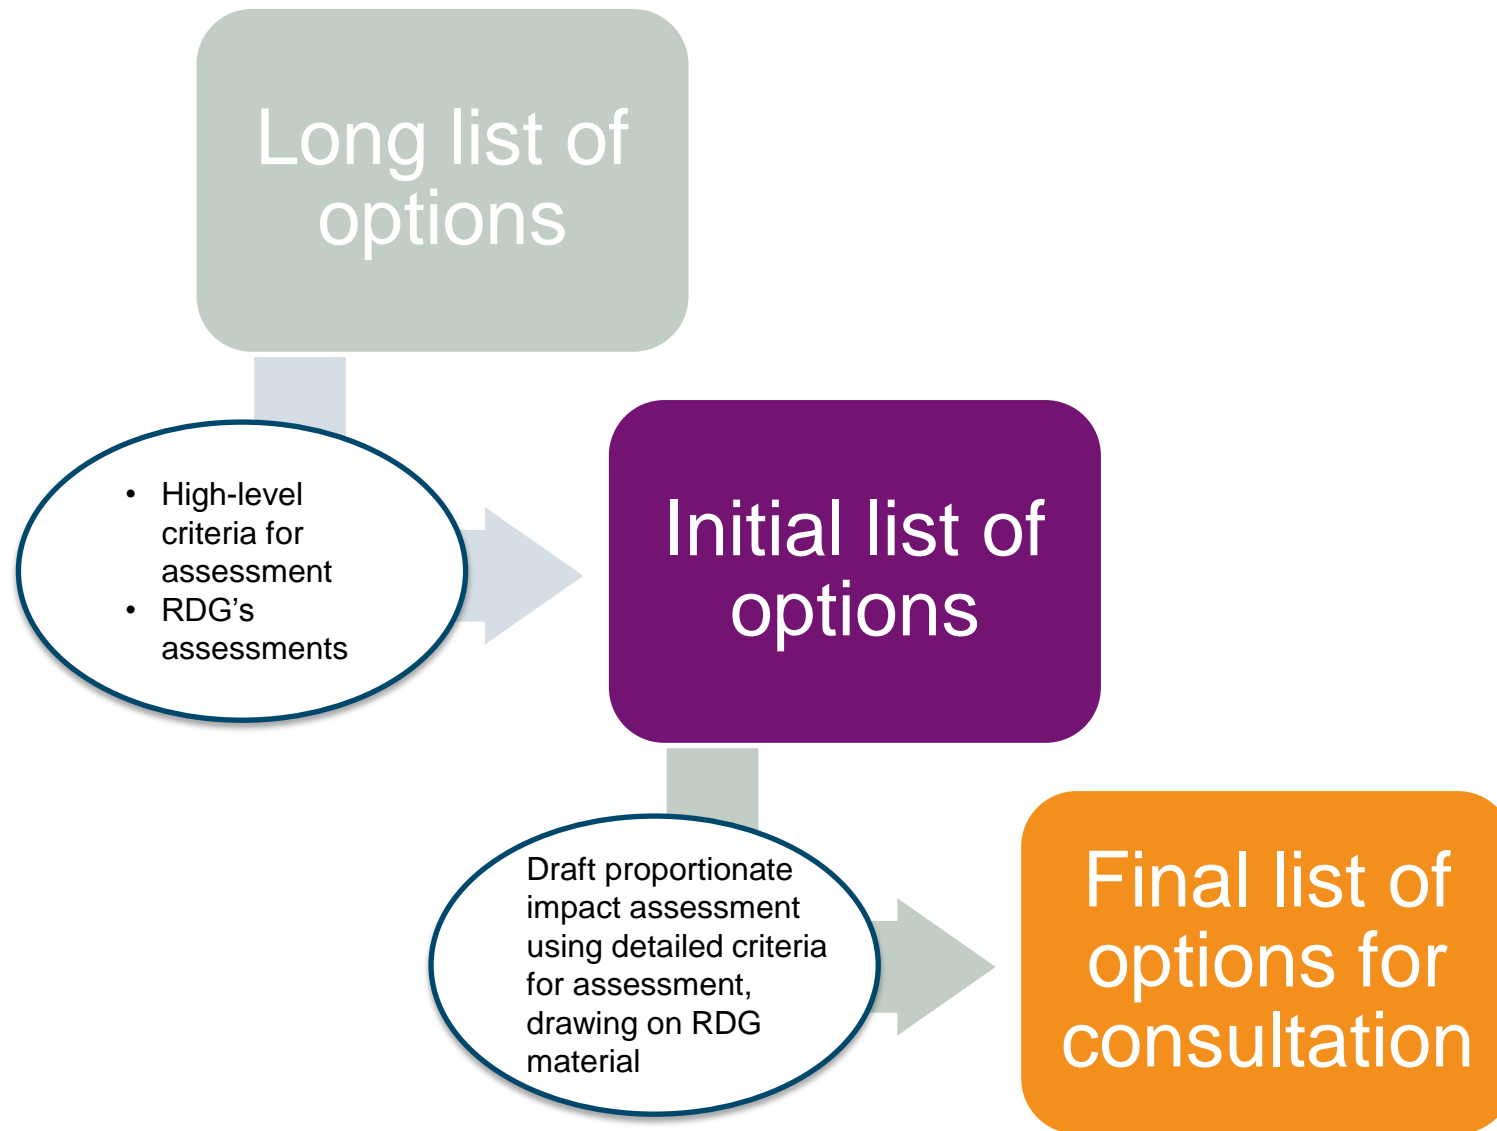 Long list of
options
• High-level
criteria for
assessment
• RDG's
assessments
Initial list of
options
Draft proportionate
impact assessment
using detailed criteria
for assessment,
drawing on RDG
material
Final list of
options for
consultation